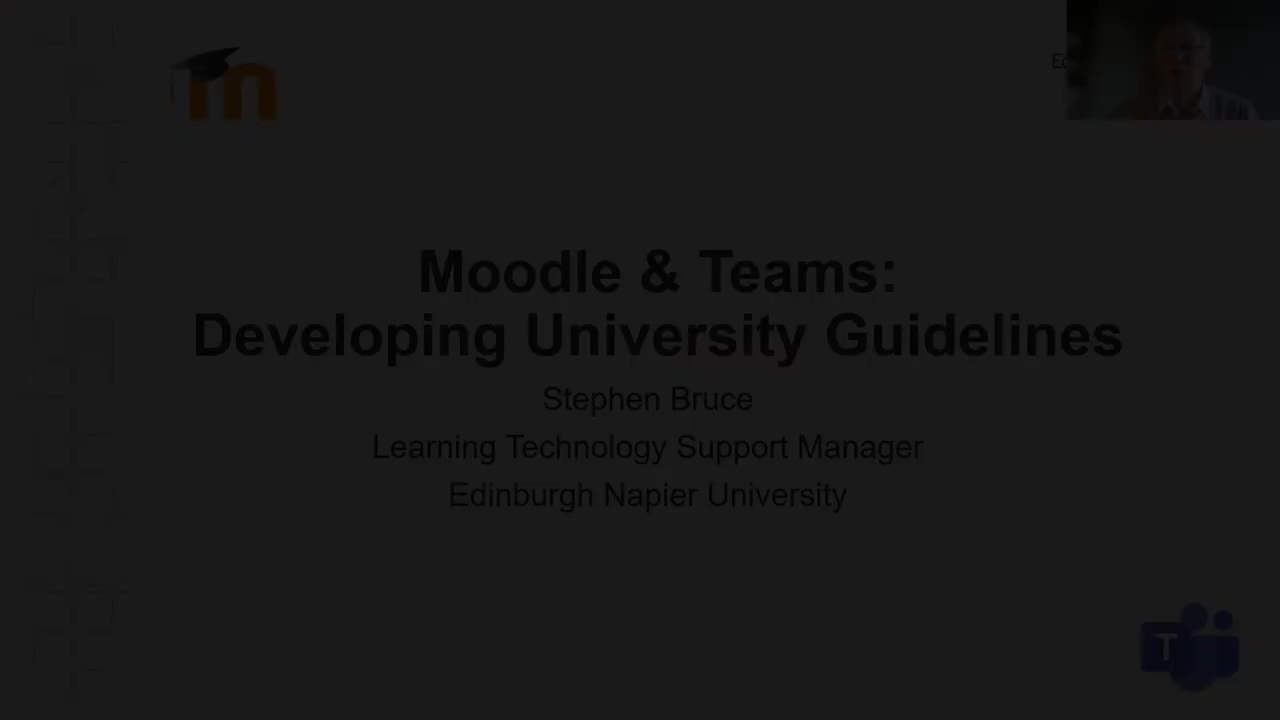 Moodle & Teams:
Developing University Guidelines
Stephen Bruce
Learning Technology Support Manager
Edinburgh Napier University
T